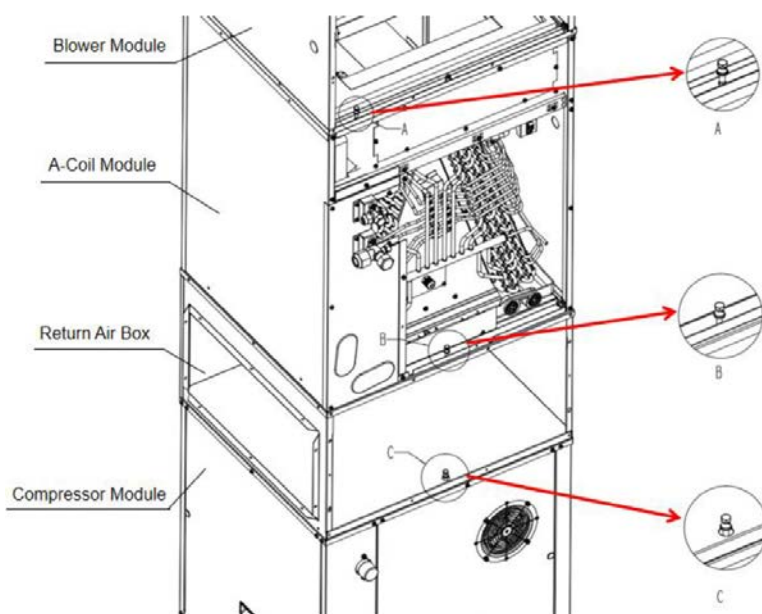 Blower Module
A
A
A-Coil Module
B
B
Return Air Box
C
Compressor Module
C